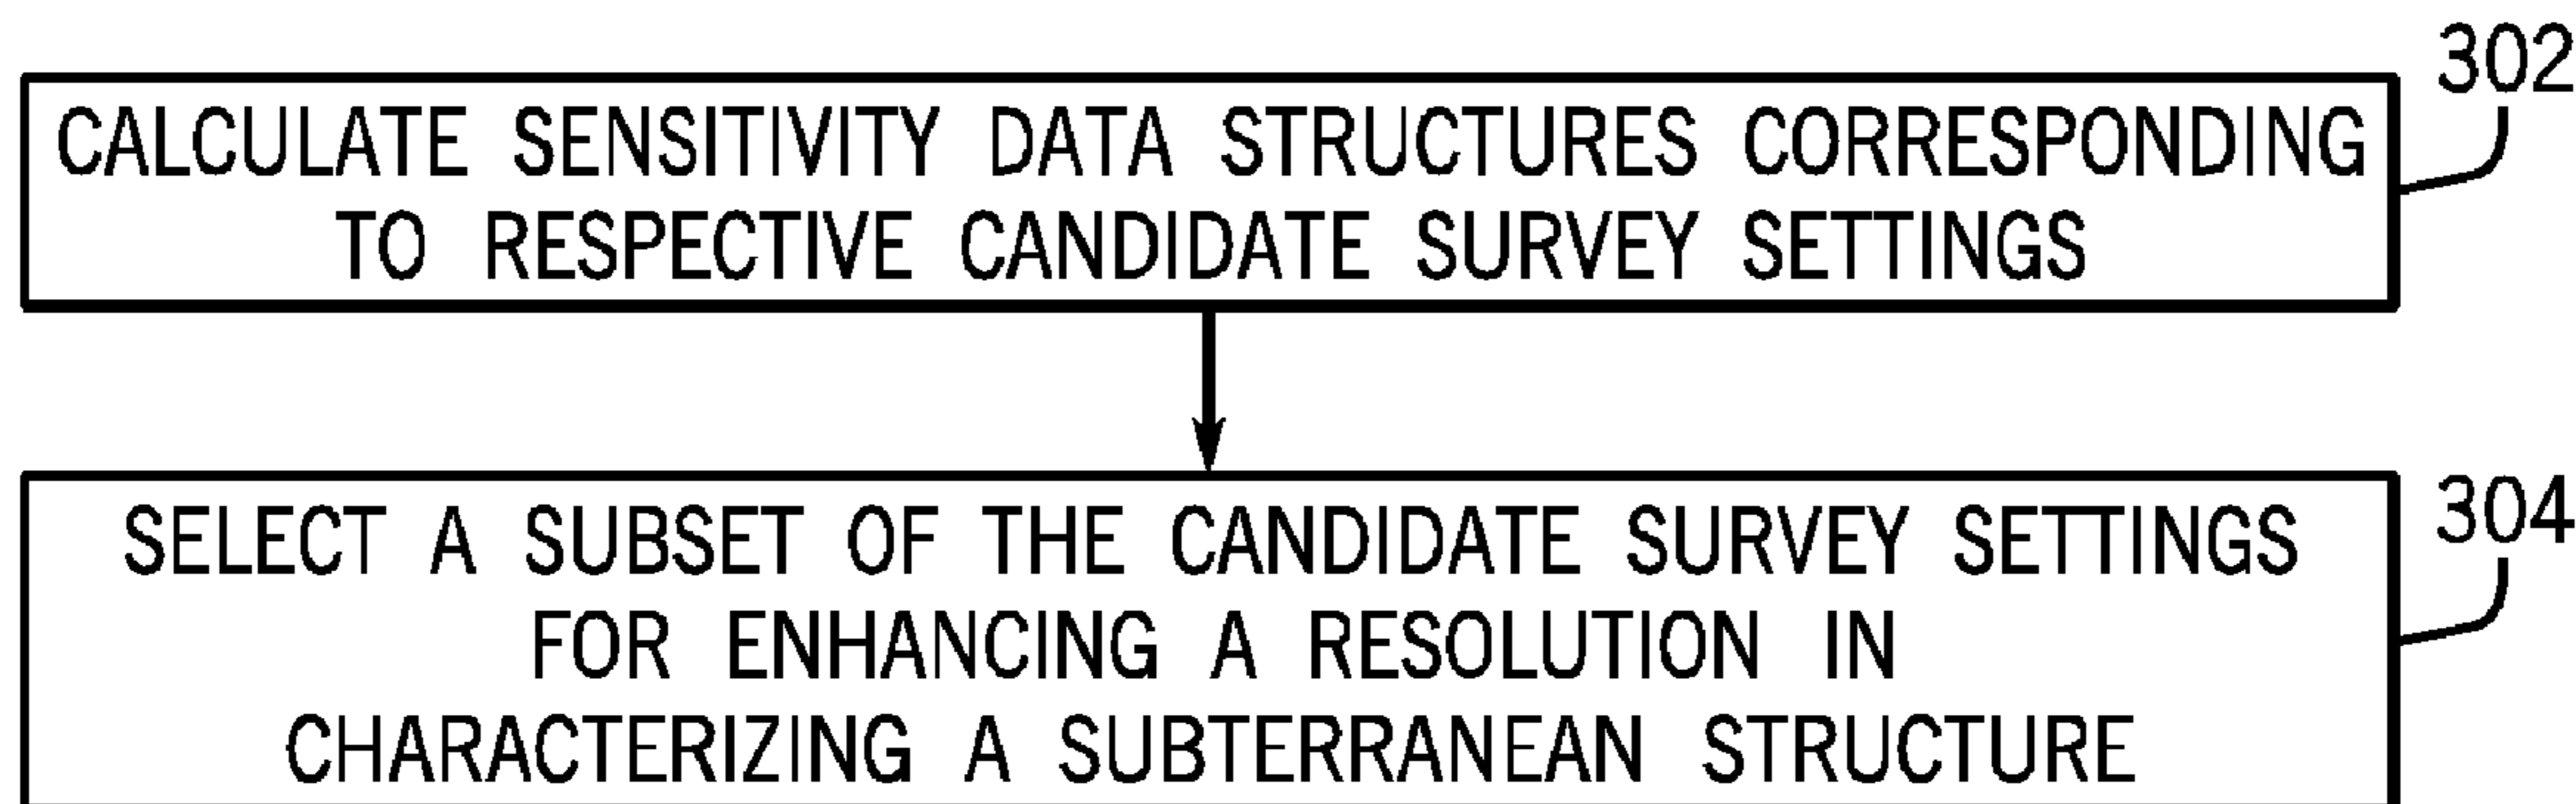 302
CALCULATE SENSITIVITY DATA STRUCTURES CORRESPONDING
TO RESPECTIVE CANDIDATE SURVEY SETTINGS
304
SELECT A SUBSET OF THE CANDIDATE SURVEY SETTINGS
FOR ENHANCING A RESOLUTION IN
CHARACTERIZING A SUBTERRANEAN STRUCTURE